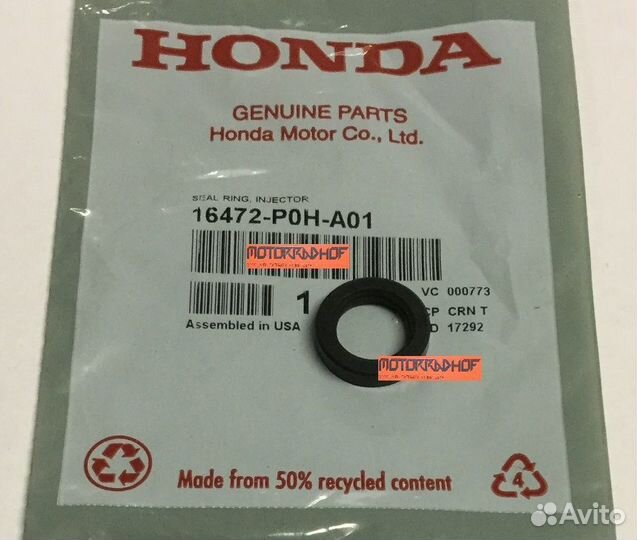 HONDA
GENUINE PARTS
Honda Motor Co., Ltd.
SEAL RING, INJECTOR
16472-P0H-A01
MOTORRADHOF
1
VC 000773
CP CRN T
D 17292
Assembled in USA
MOTORRADHOF
Made from 50% recycled content
4
Avito